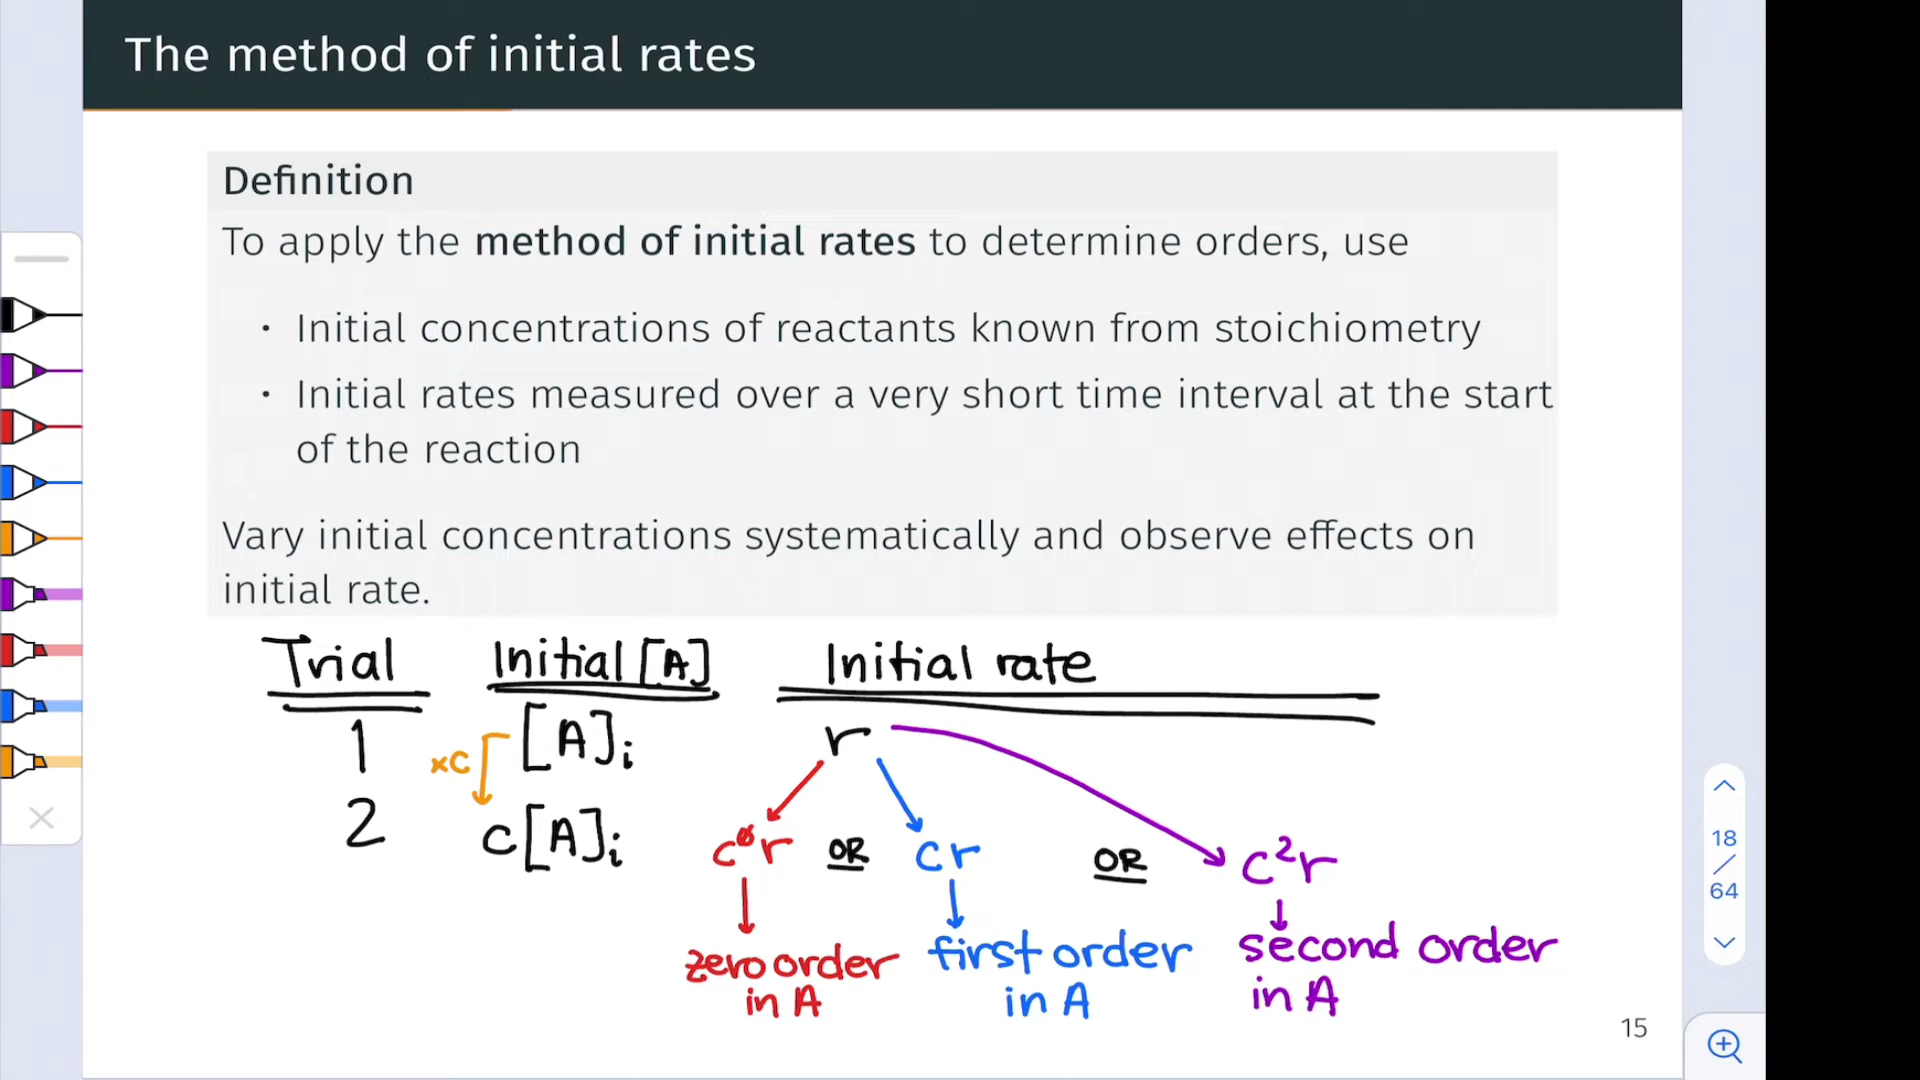 The method of initial rates
Definition
To apply the method of initial rates to determine orders, use
• Initial concentrations of reactants known from stoichiometry
• Initial rates measured over a very short time interval at the start
of the reaction
Vary initial concentrations systematically and observe effects on
initial rate.
Trial Initial [A] Initial rate
1 ×c [A]i r
2 c[A]i c⁰r OR cr OR c²r
zero order first order second order
in A in A in A
18
/
64
15